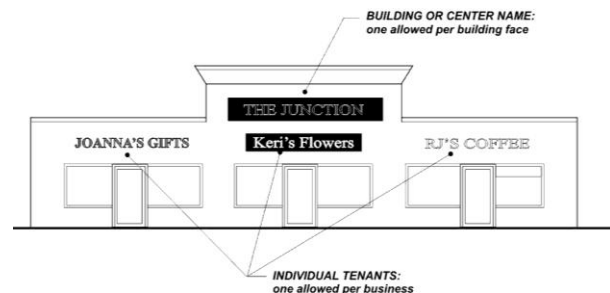 BUILDING OR CENTER NAME:
one allowed per building face
THE JUNCTION
JOANNA'S GIFTS
Keri's Flowers
RJ'S COFFEE
INDIVIDUAL TENANTS:
one allowed per business